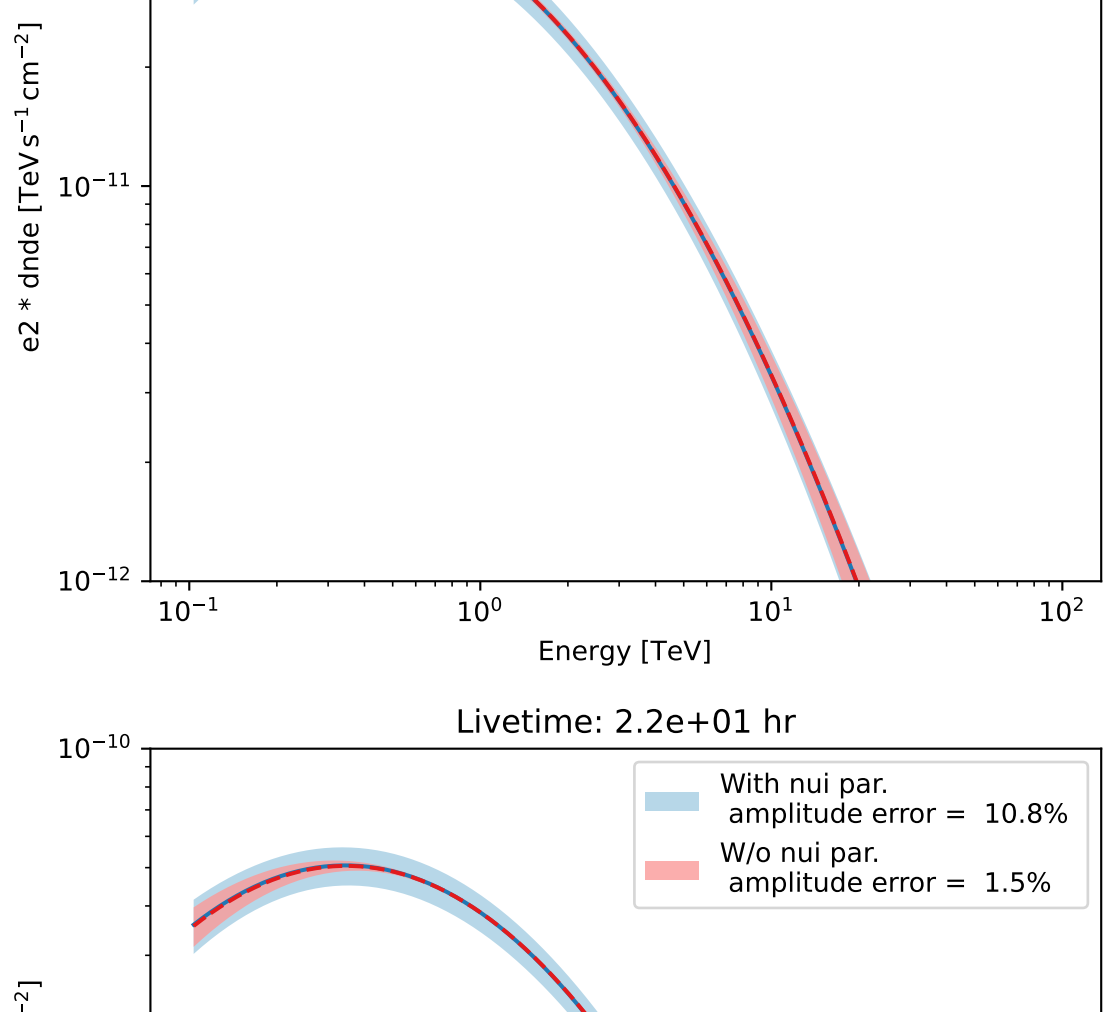 e2 * dnde [TeV s⁻¹ cm⁻²]
10⁻¹¹
10⁻¹²
10⁻¹
10⁰
10¹
10²
Energy [TeV]
Livetime: 2.2e+01 hr
10⁻¹⁰
With nui par.
amplitude error = 10.8%
W/o nui par.
amplitude error = 1.5%
⁻²]